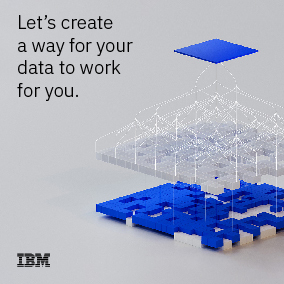 Let's create
a way for your
data to work
for you.
IBM